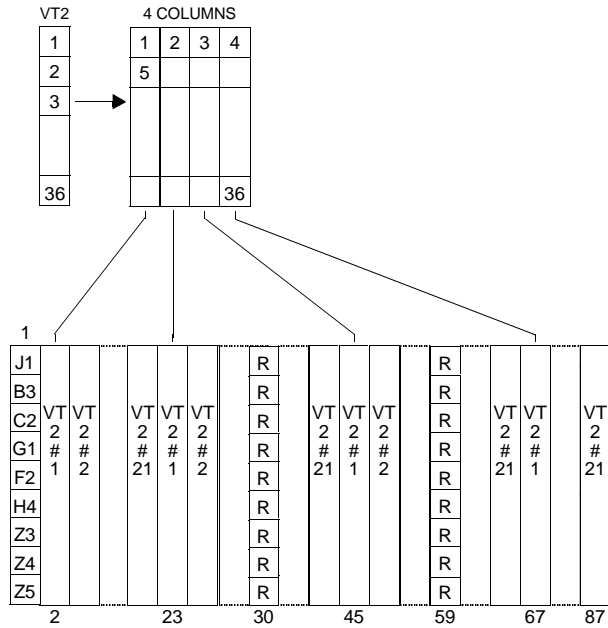 VT2
4 COLUMNS
1
1 2 3 4
2
5
3
36
36
1
J1 R R
B3 R R
C2 R R
G1 R R
F2 R R
H4 R R
Z3 R R
Z4 R R
Z5 R R
VT 2 # 1
VT 2 # 2
VT 2 # 21
VT 2 # 1
VT 2 # 2
VT 2 # 21
VT 2 # 1
VT 2 # 2
VT 2 # 21
VT 2 # 1
VT 2 # 21
2 23 30 45 59 67 87